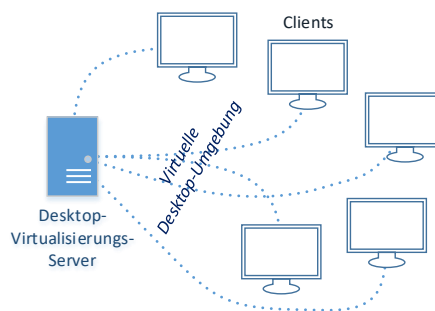 Clients
Virtuelle
Desktop-Umgebung
Desktop-
Virtualisierungs-
Server